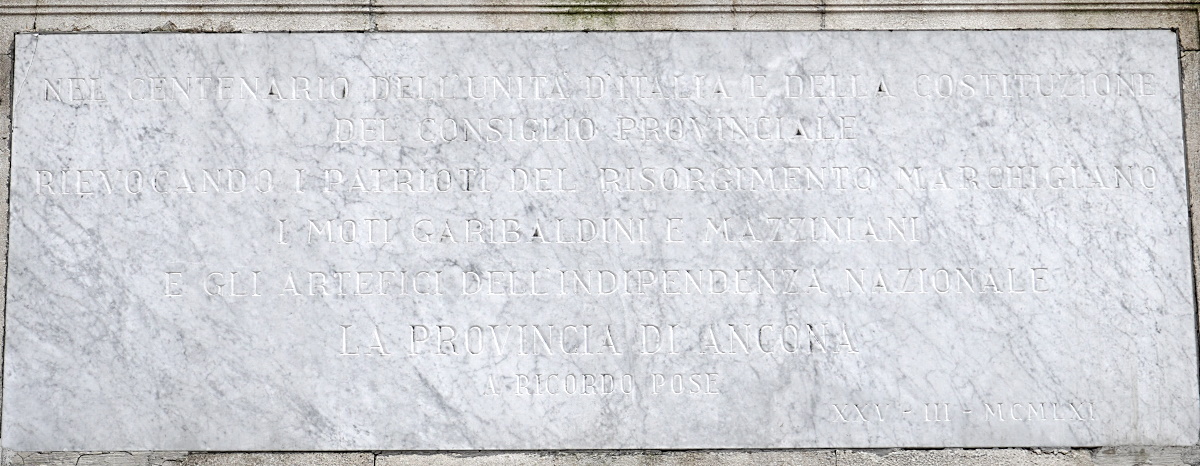 NEL CENTENARIO DELL'UNITÀ D'ITALIA E DELLA COSTITUZIONE
DEL CONSIGLIO PROVINCIALE
RIEVOCANDO I PATRIOTI DEL RISORGIMENTO MARCHIGIANO
I MOTI GARIBALDINI E MAZZINIANI
E GLI ARTEFICI DELL'INDIPENDENZA NAZIONALE
LA PROVINCIA DI ANCONA
A RICORDO POSE
XXV - III - MCMLXI